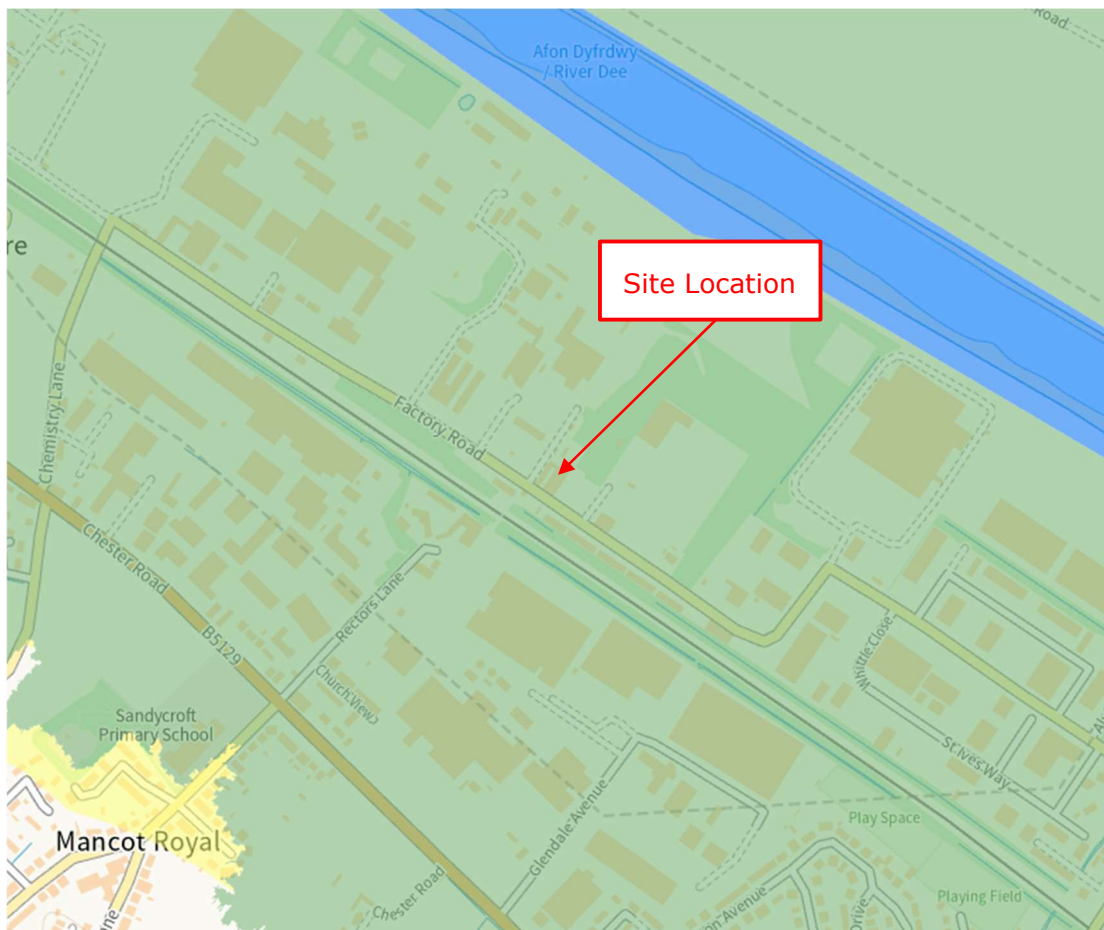 Road
Afon Dyfrdwy
/ River Dee
re
Site Location
Chemistry Lane
Factory Road
Chester Road
B5129
Rectors Lane
Church View
Whittle Close
Sandycroft
Primary School
St Ives Way
Glendale Avenue
Play Space
Mancot Royal
Chester Road
Playing Field
Avenue
Drive